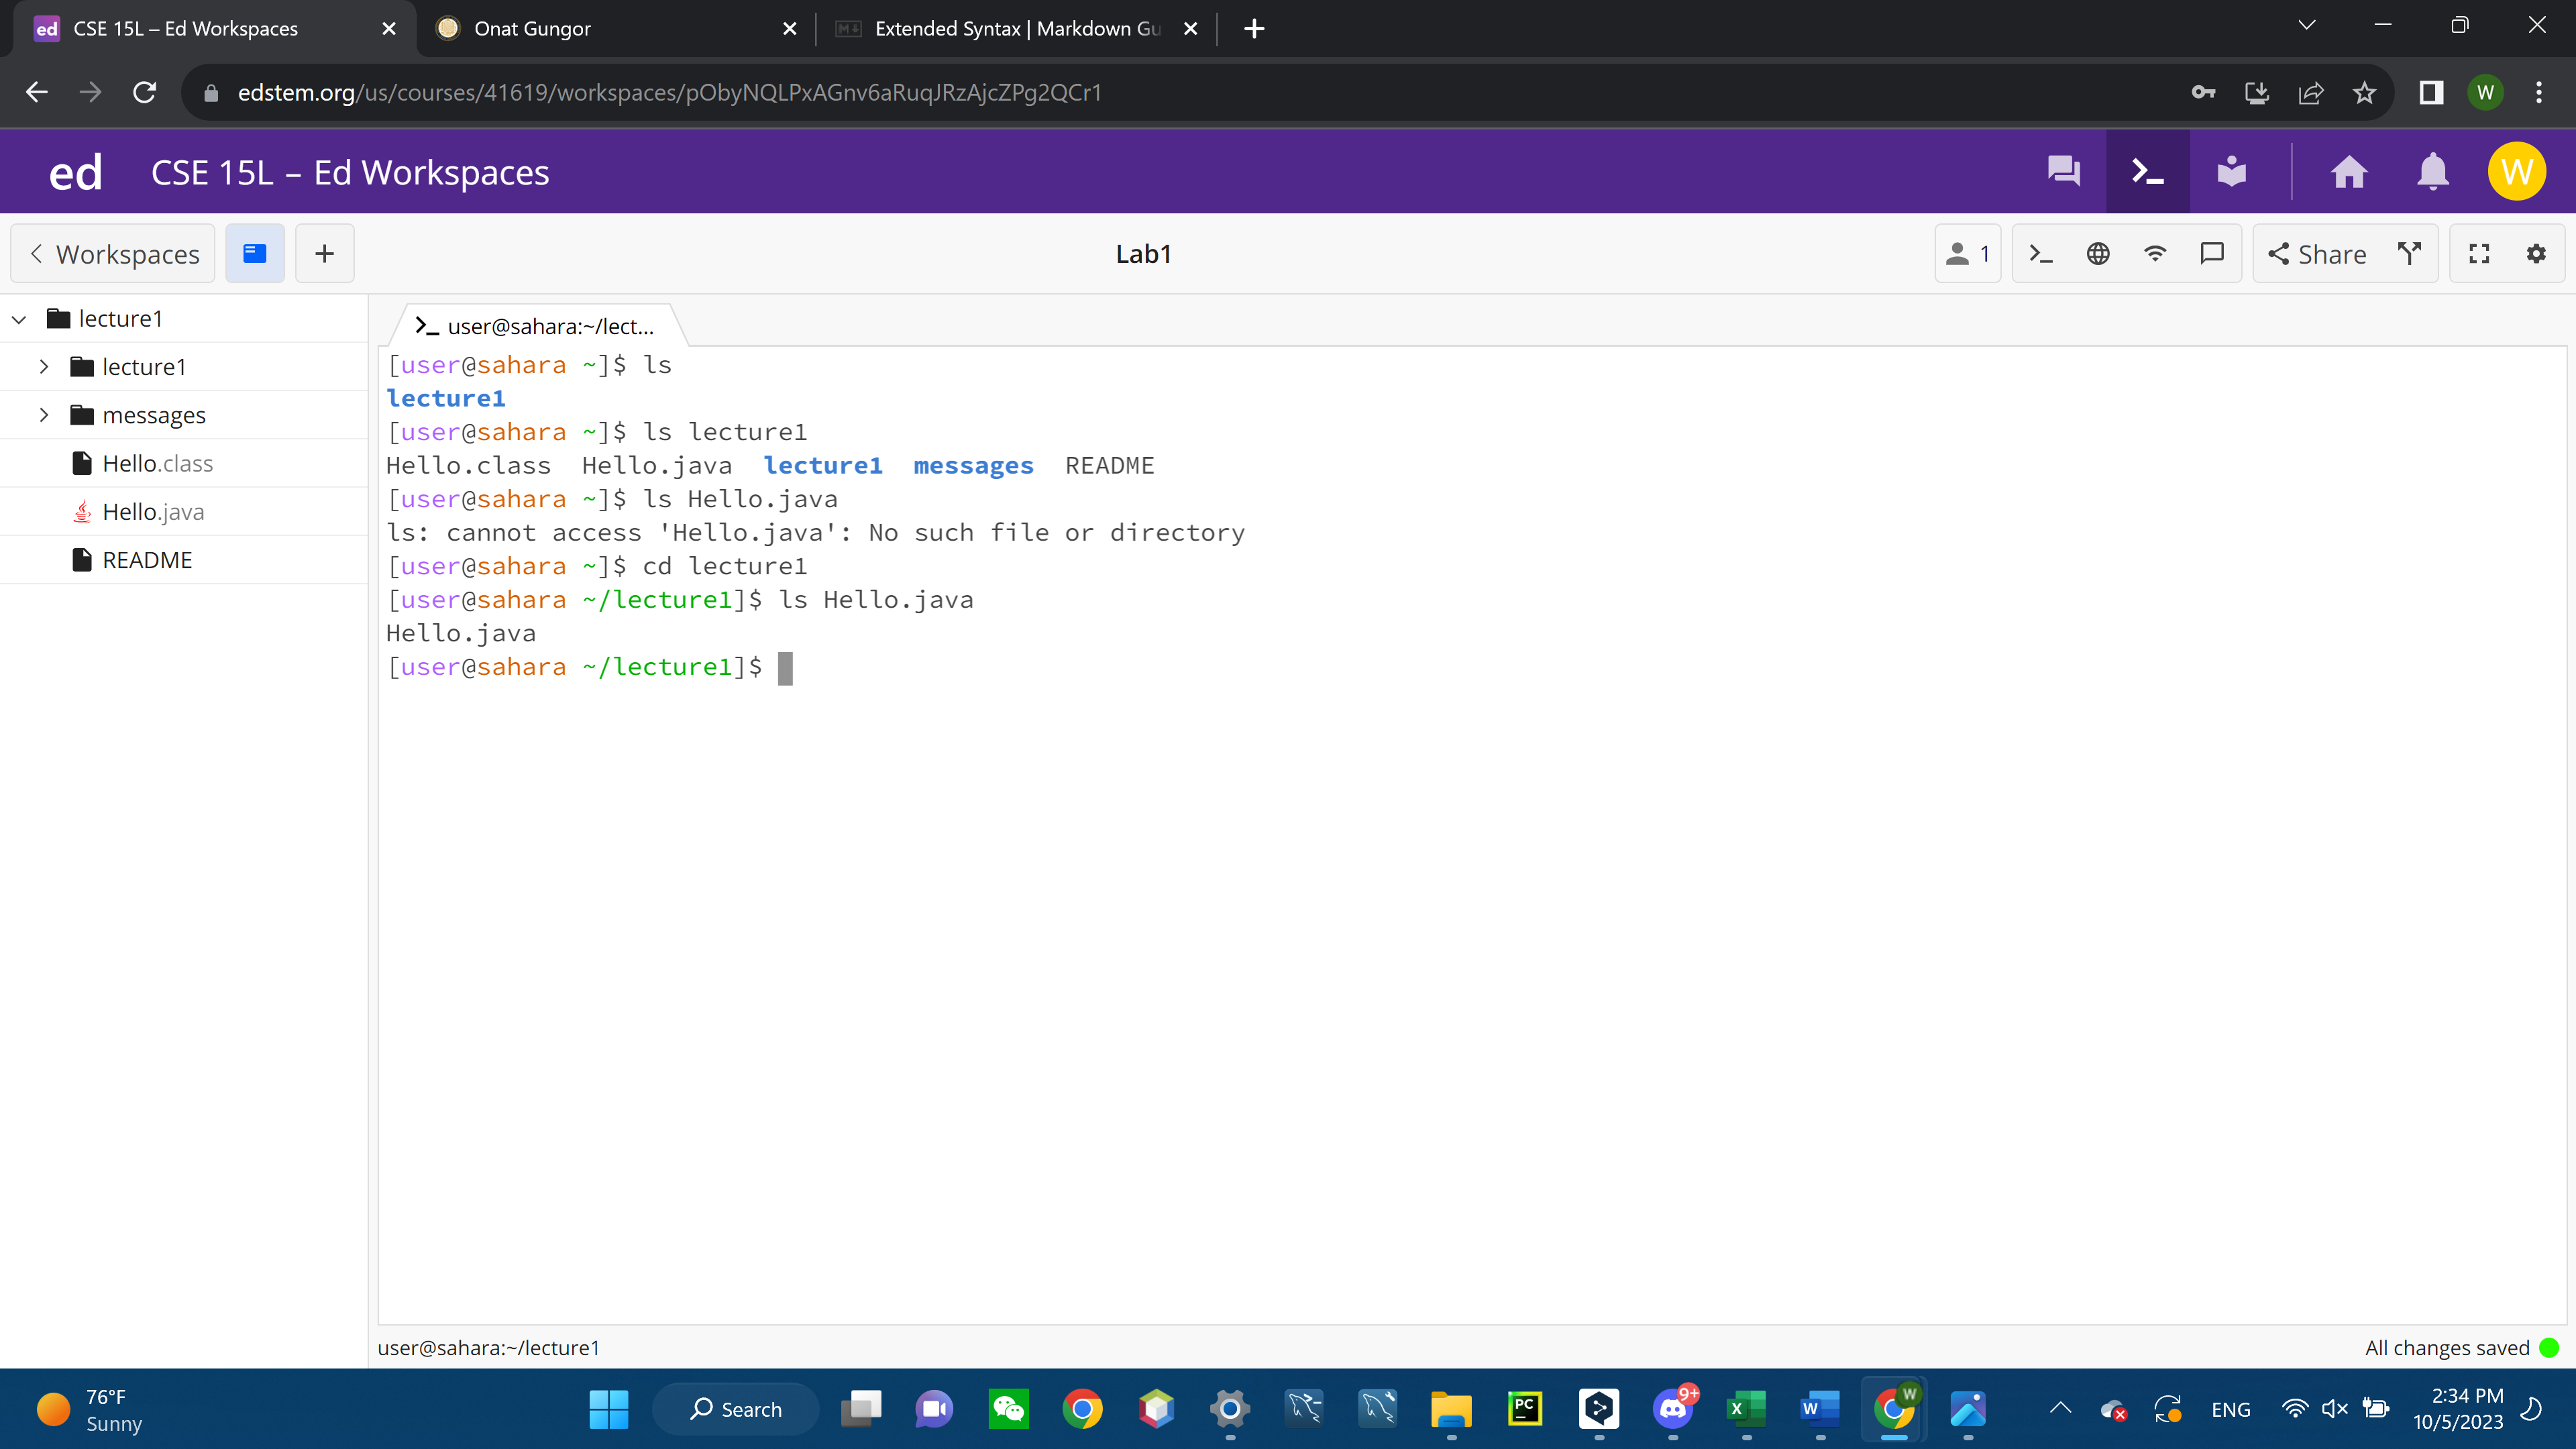 CSE 15L – Ed Workspaces
Onat Gungor
Extended Syntax | Markdown Gu
edstem.org/us/courses/41619/workspaces/pObyNQLPxAGnv6aRuqJRzAjcZPg2QCr1
W
ed CSE 15L – Ed Workspaces
W
Workspaces
Lab1
1
Share
lecture1
lecture1
messages
Hello.class
Hello.java
README
user@sahara:~/lect...
[user@sahara ~]$ ls
lecture1
[user@sahara ~]$ ls lecture1
Hello.class  Hello.java  lecture1  messages  README
[user@sahara ~]$ ls Hello.java
ls: cannot access 'Hello.java': No such file or directory
[user@sahara ~]$ cd lecture1
[user@sahara ~/lecture1]$ ls Hello.java
Hello.java
[user@sahara ~/lecture1]$
user@sahara:~/lecture1
All changes saved
76°F
Sunny
Search
PC
9+
X
W
W
ENG
2:34 PM
10/5/2023